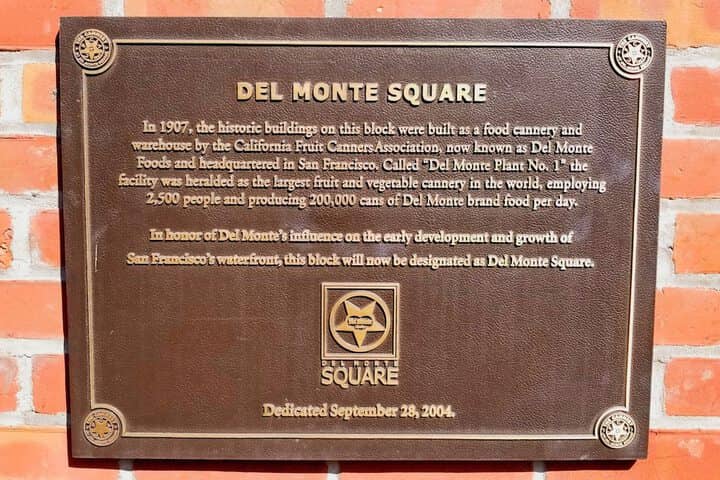 DEL MONTE SQUARE
In 1907, the historic buildings on this block were built as a food cannery and
warehouse by the California Fruit Canners Association, now known as Del Monte
Foods and headquartered in San Francisco. Called "Del Monte Plant No. 1" the
facility was heralded as the largest fruit and vegetable cannery in the world, employing
2,500 people and producing 200,000 cans of Del Monte brand food per day.
In honor of Del Monte's influence on the early development and growth of
San Francisco's waterfront, this block will now be designated as Del Monte Square.
DEL MONTE
SQUARE
Dedicated September 28, 2004.